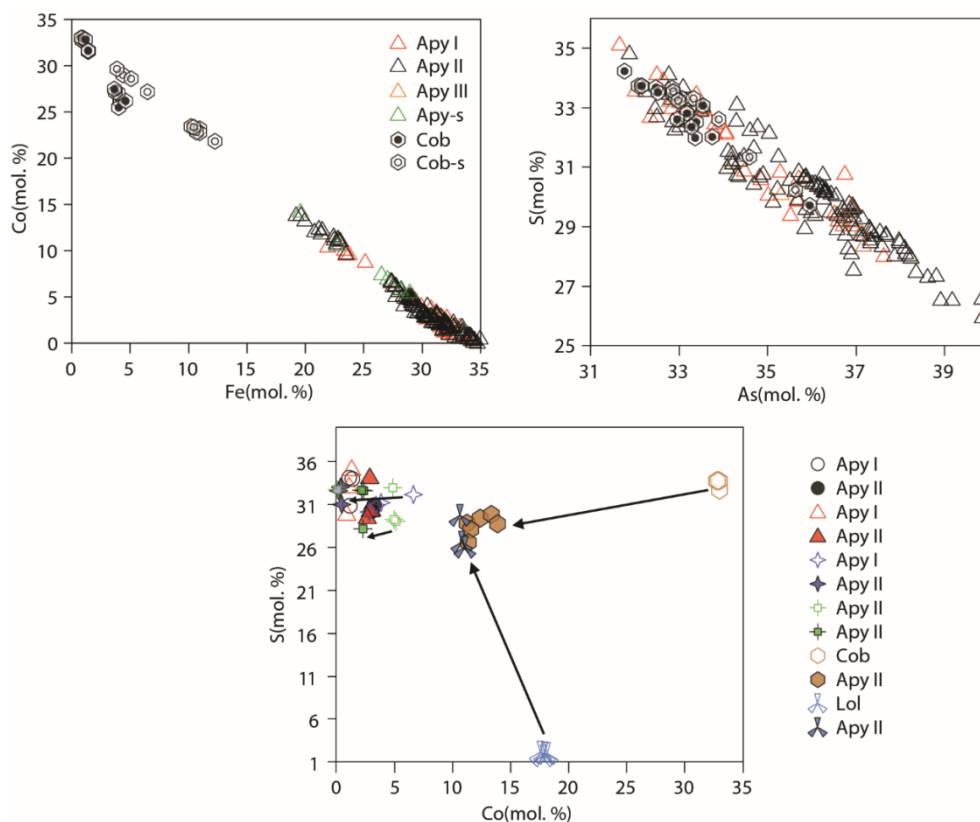 35
30
25
20
15
10
5
0
Co(mol. %)
0
5
10
15
20
25
30
35
Fe(mol. %)
Apy I
Apy II
Apy III
Apy-s
Cob
Cob-s
35
33
31
29
27
25
S(mol %)
31
33
35
37
39
As(mol. %)
36
31
26
21
16
11
6
1
S(mol. %)
0
5
10
15
20
25
30
35
Co(mol. %)
Apy I
Apy II
Apy I
Apy II
Apy I
Apy II
Apy II
Apy II
Cob
Apy II
Lol
Apy II